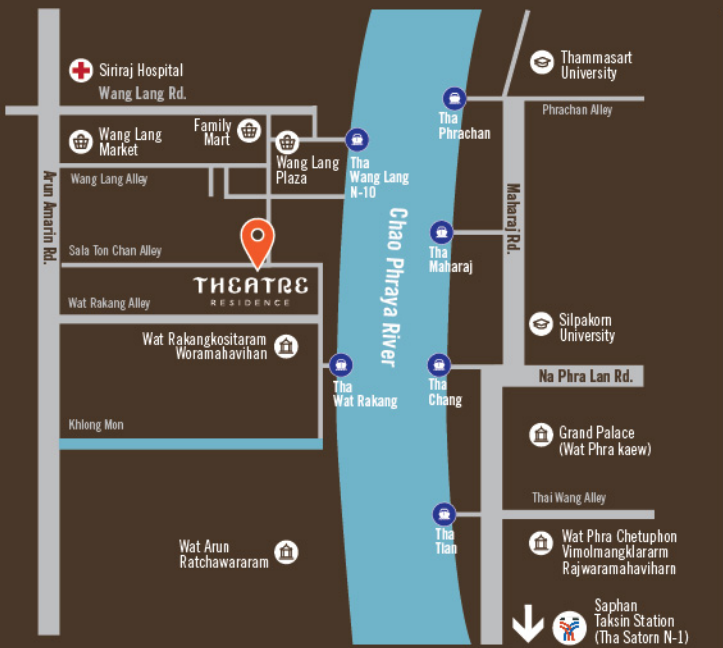 Siriraj Hospital
Wang Lang Rd.
Wang Lang
Market
Family
Mart
Wang Lang
Plaza
Tha
Wang Lang
N-10
Wang Lang Alley
Arun Amarin Rd.
Sala Ton Chan Alley
THEATRE
RESIDENCE
Wat Rakang Alley
Wat Rakangkositaram
Woramahavihan
Tha
Wat Rakang
Khlong Mon
Wat Arun
Ratchawararam
Chao Phraya River
Thammasart
University
Tha
Phrachan
Phrachan Alley
Maharaj Rd.
Tha
Maharaj
Silpakorn
University
Tha
Chang
Na Phra Lan Rd.
Grand Palace
(Wat Phra kaew)
Thai Wang Alley
Tha
Tian
Wat Phra Chetuphon
Vimolmangklararm
Rajwaramahaviharn
Saphan
Taksin Station
(Tha Satorn N-1)